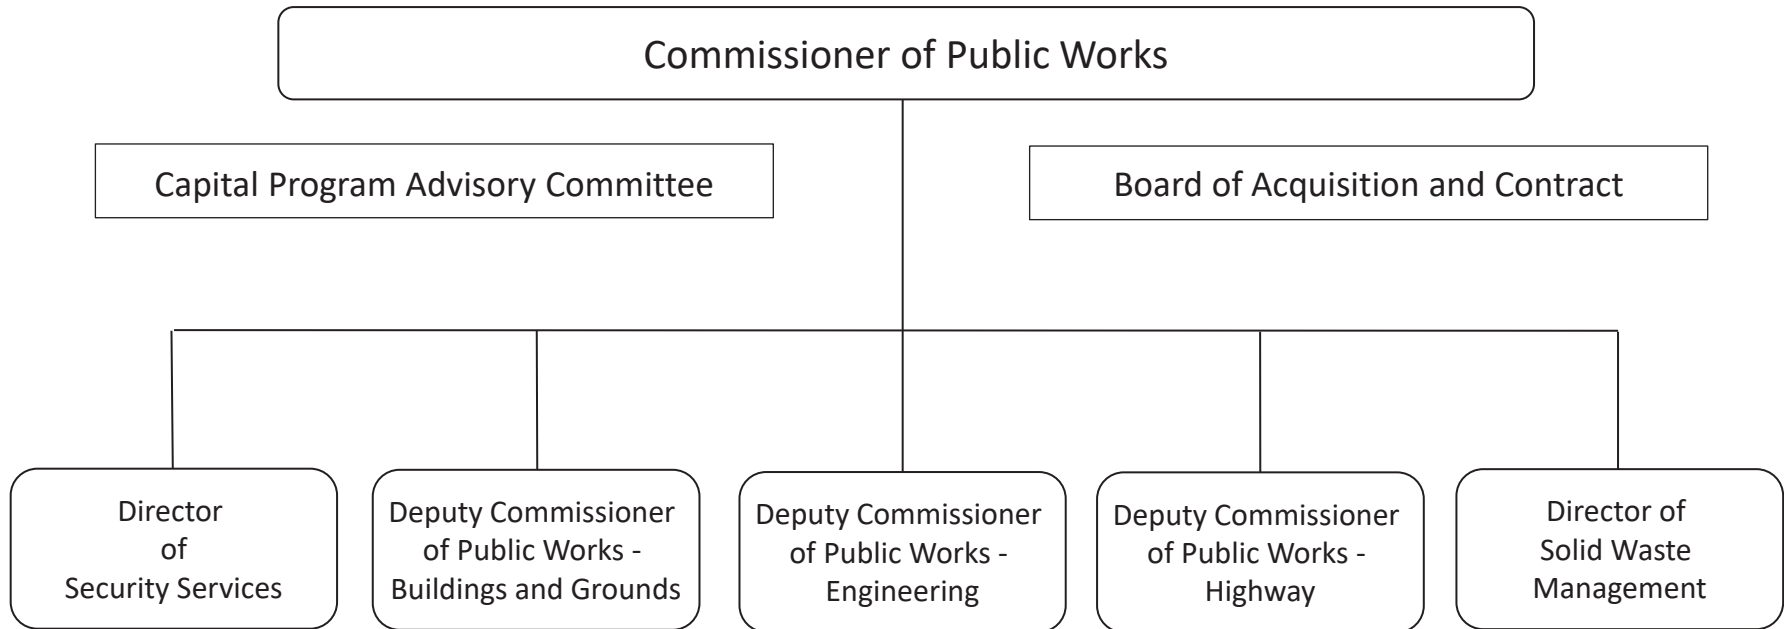 Commissioner of Public Works
Capital Program Advisory Committee
Board of Acquisition and Contract
Director
of
Security Services
Deputy Commissioner
of Public Works -
Buildings and Grounds
Deputy Commissioner
of Public Works -
Engineering
Deputy Commissioner
of Public Works -
Highway
Director of
Solid Waste
Management